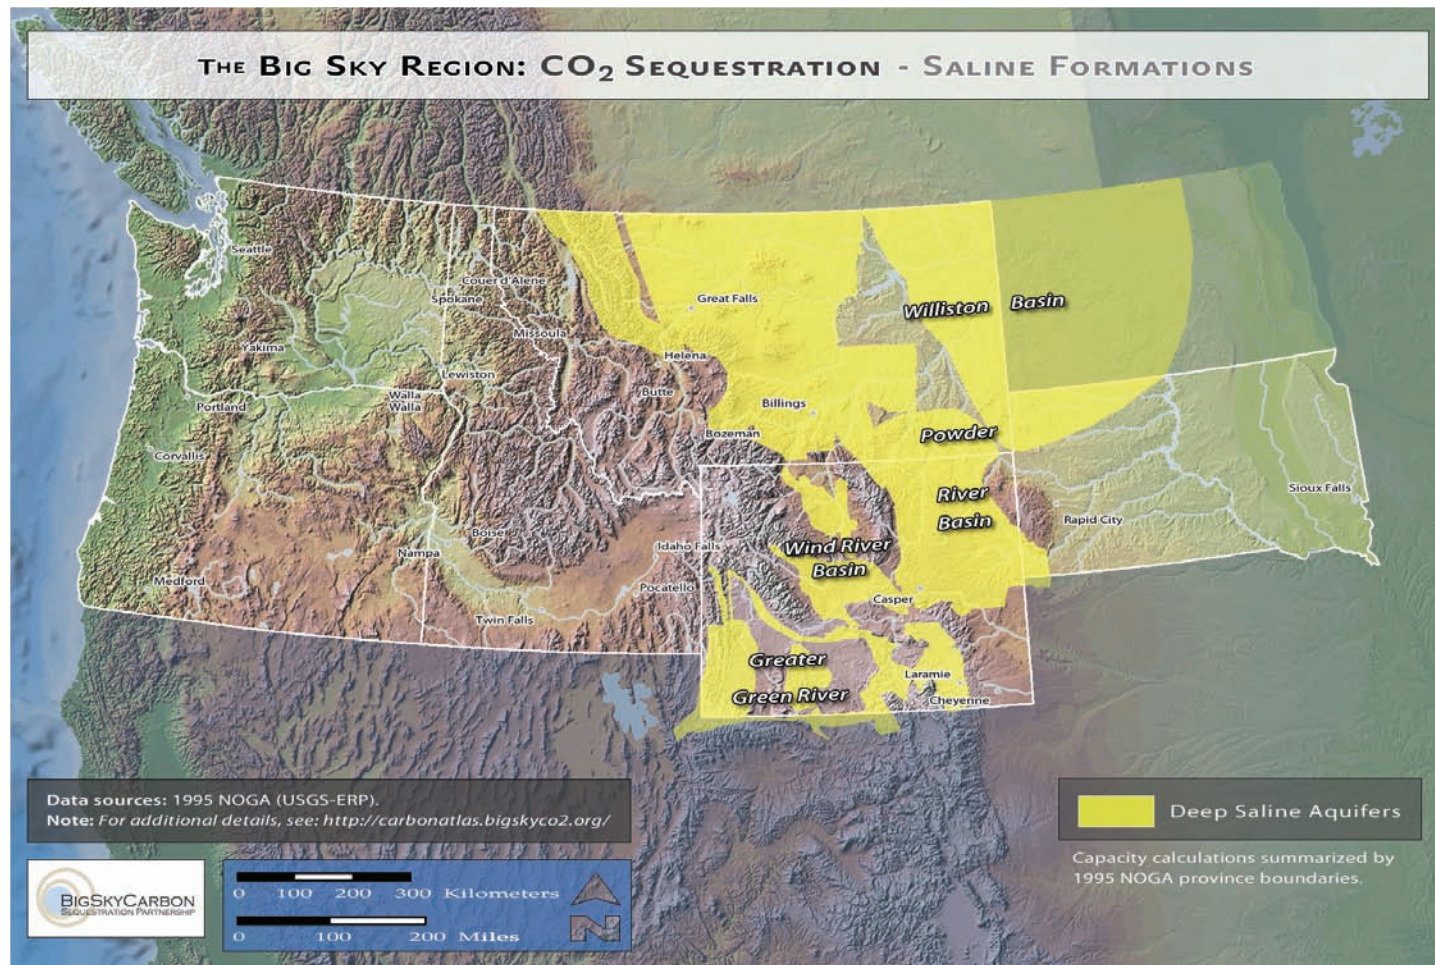 The Big Sky Region: CO2 Sequestration - Saline Formations
Seattle
Couer d'Alene
Spokane
Great Falls
Williston Basin
Missoula
Yakima
Helena
Lewiston
Butte
Walla
Walla
Portland
Billings
Bozeman
Powder
Corvallis
River
Basin
Sioux Falls
Rapid City
Boise
Nampa
Idaho Falls
Wind River
Basin
Medford
Pocatello
Casper
Twin Falls
Greater
Green River
Laramie
Cheyenne
Data sources: 1995 NOGA (USGS-ERP).
Note: For additional details, see: http://carbonatlas.bigskyco2.org/
Deep Saline Aquifers
Capacity calculations summarized by
1995 NOGA province boundaries.
BigSkyCarbon
Sequestration Partnership
0 100 200 300 Kilometers
0 100 200 Miles
N